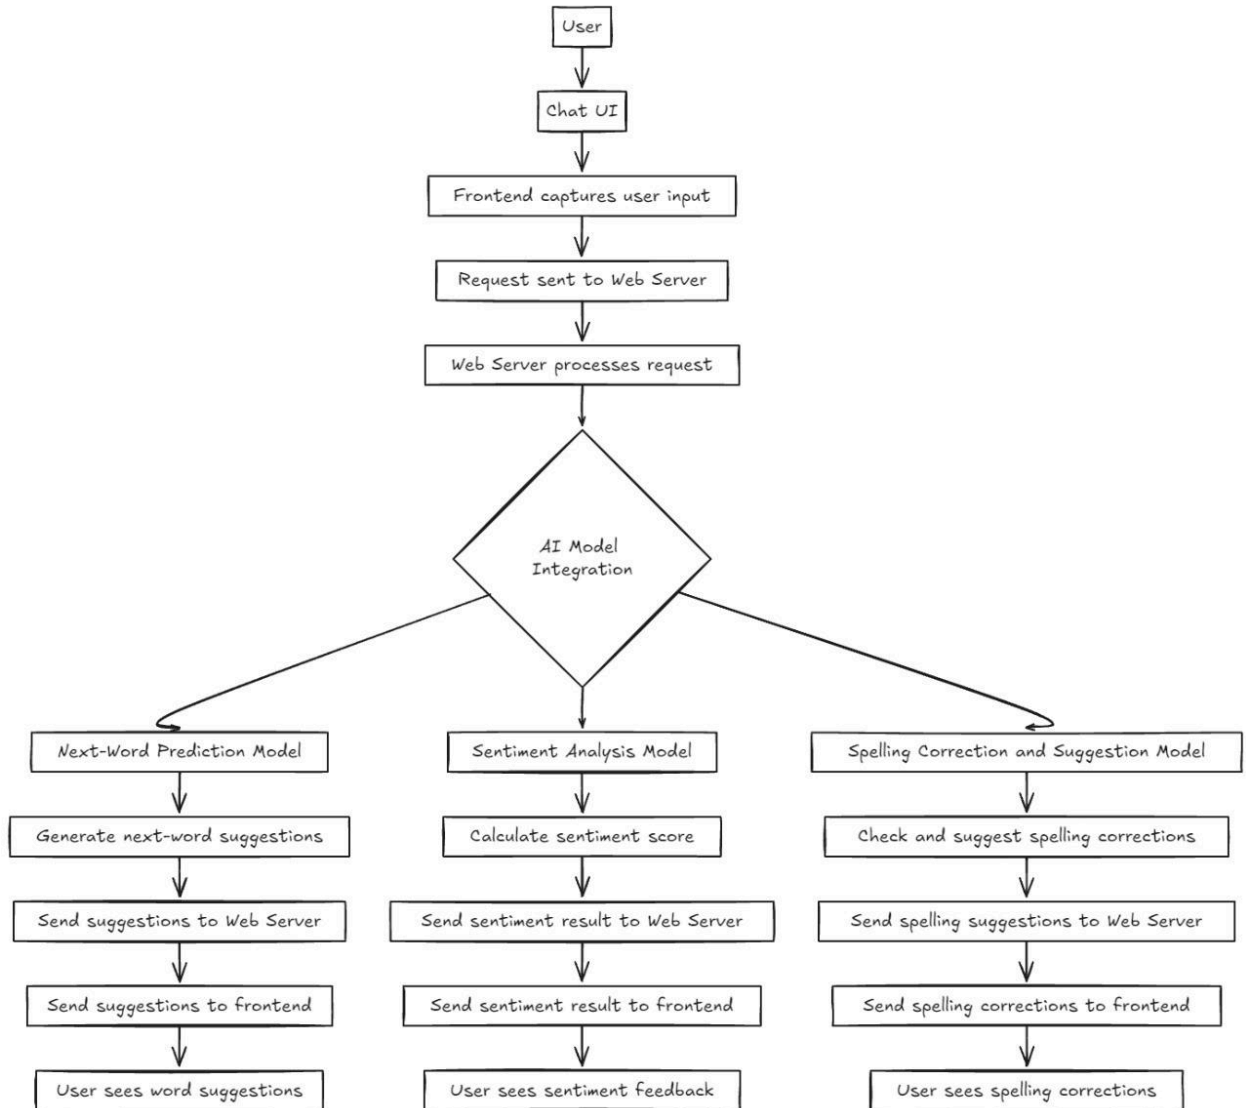 User
Chat UI
Frontend captures user input
Request sent to Web Server
Web Server processes request
AI Model
Integration
Next-Word Prediction Model
Sentiment Analysis Model
Spelling Correction and Suggestion Model
Generate next-word suggestions
Calculate sentiment score
Check and suggest spelling corrections
Send suggestions to Web Server
Send sentiment result to Web Server
Send spelling suggestions to Web Server
Send suggestions to frontend
Send sentiment result to frontend
Send spelling corrections to frontend
User sees word suggestions
User sees sentiment feedback
User sees spelling corrections